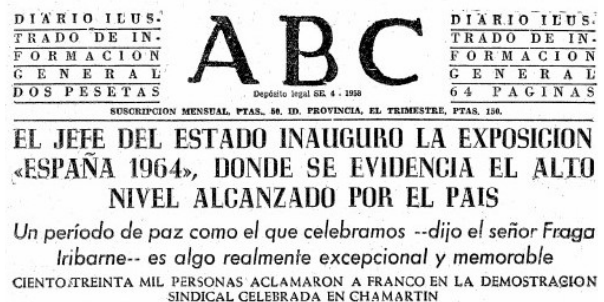 DIARIO ILUS-
TRADO DE IN-
FORMACION
GENERAL
DOS PESETAS
ABC
Depósito legal SE. 4 - 1958
DIARIO ILUS-
TRADO DE IN-
FORMACION
GENERAL
64 PAGINAS
SUSCRIPCION MENSUAL, PTAS. 50. ID. PROVINCIA, EL TRIMESTRE, PTAS. 150.
EL JEFE DEL ESTADO INAUGURO LA EXPOSICION
«ESPAÑA 1964», DONDE SE EVIDENCIA EL ALTO
NIVEL ALCANZADO POR EL PAIS
Un período de paz como el que celebramos --dijo el señor Fraga
Iribarne-- es algo realmente excepcional y memorable
CIENTO TREINTA MIL PERSONAS ACLAMARON A FRANCO EN LA DEMOSTRACION
SINDICAL CELEBRADA EN CHAMARTIN